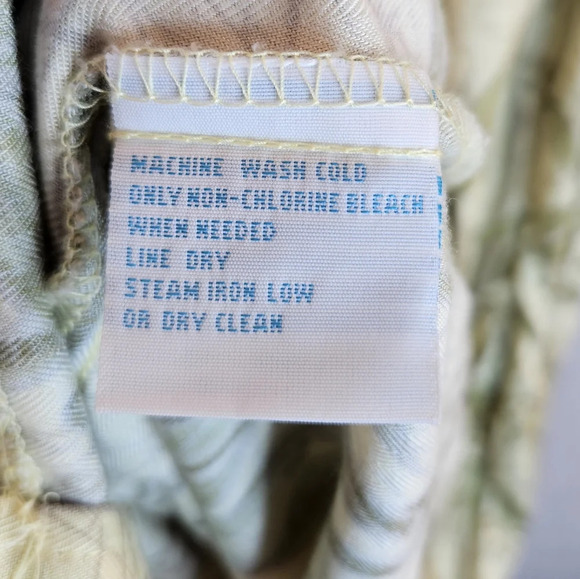 MACHINE WASH COLD
ONLY NON-CHLORINE BLEACH
WHEN NEEDED
LINE DRY
STEAM IRON LOW
OR DRY CLEAN